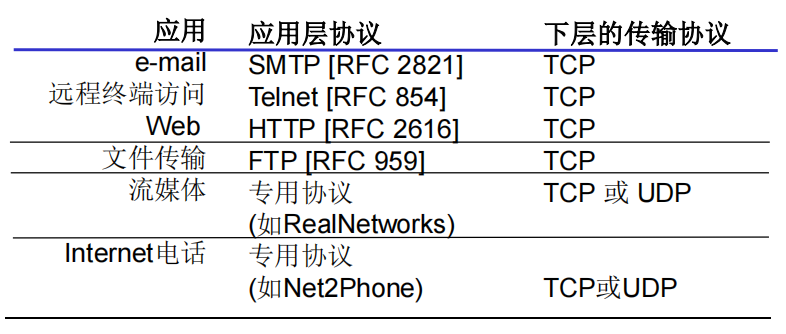 应用 应用层协议 下层的传输协议
e-mail SMTP [RFC 2821] TCP
远程终端访问 Telnet [RFC 854] TCP
Web HTTP [RFC 2616] TCP
文件传输 FTP [RFC 959] TCP
流媒体 专用协议 TCP 或 UDP
(如RealNetworks)
Internet电话 专用协议
(如Net2Phone) TCP或UDP